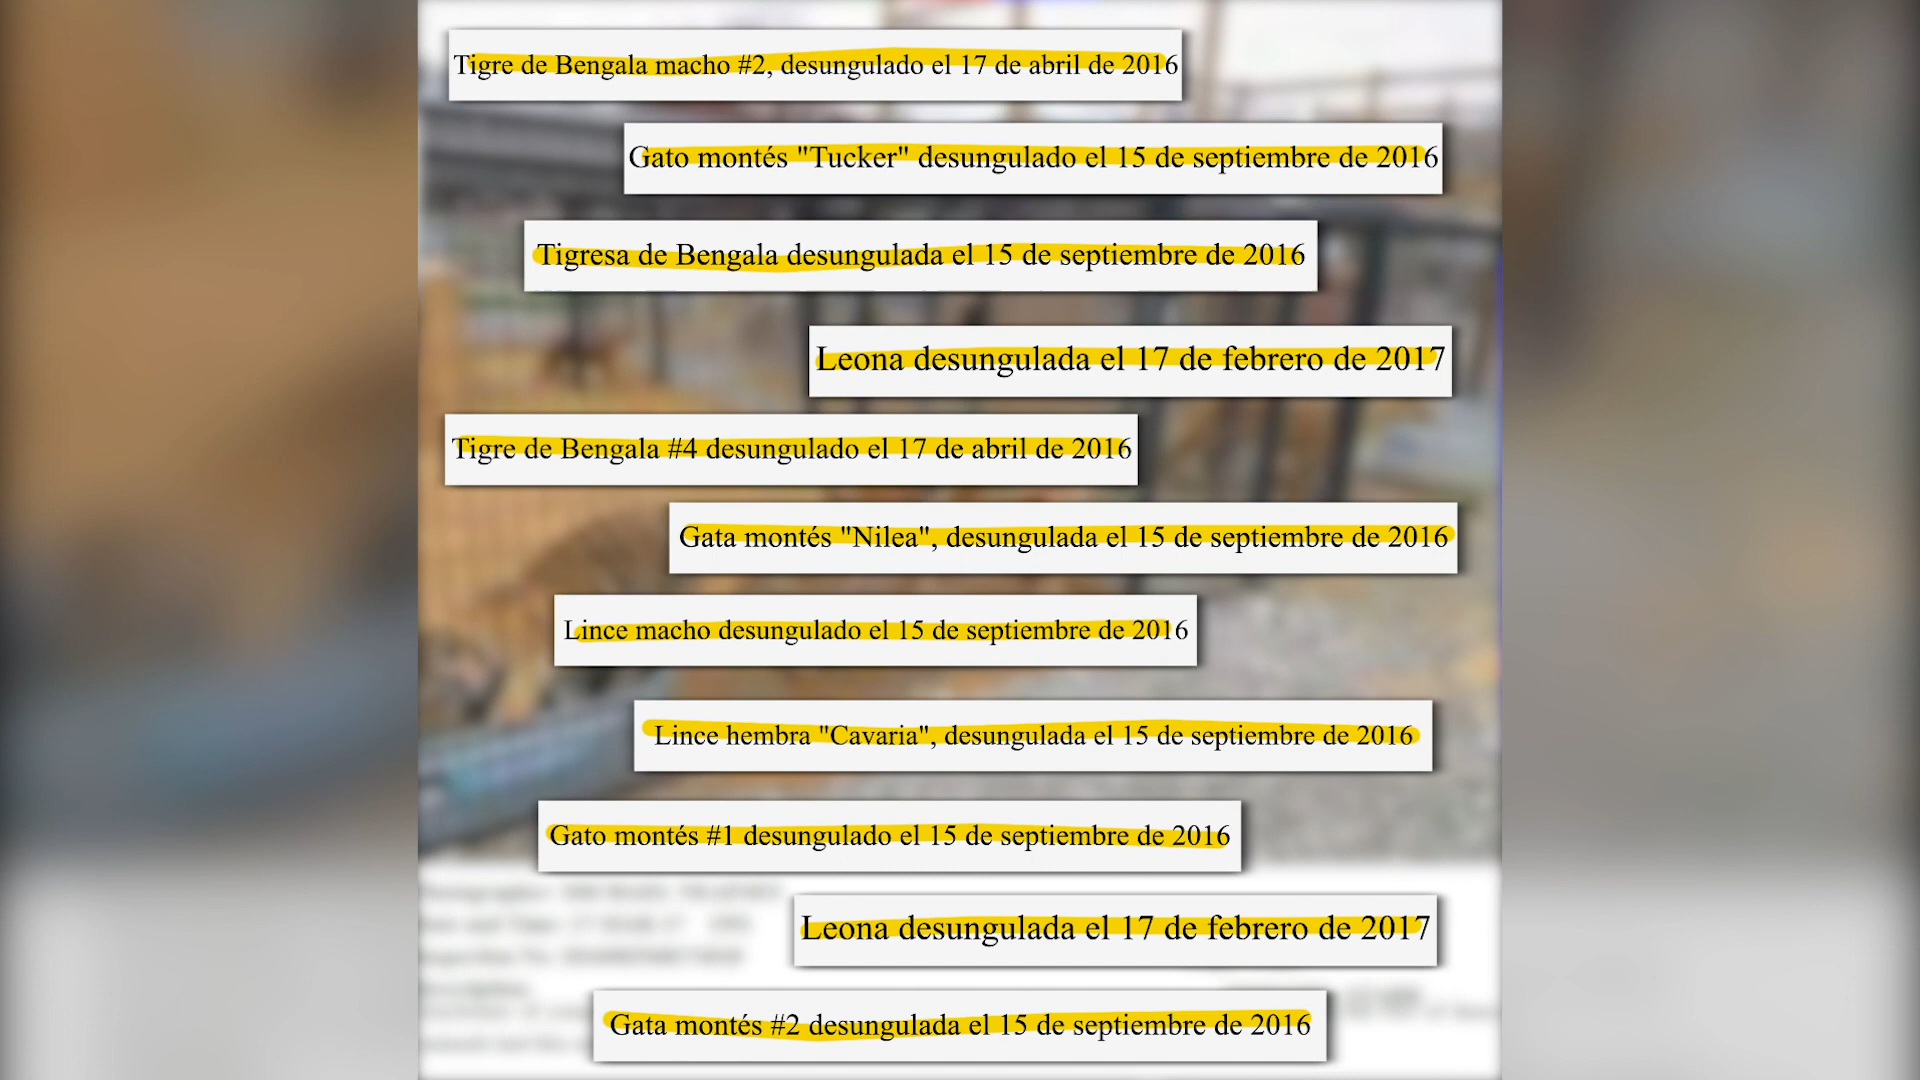 Tigre de Bengala macho #2, desungulado el 17 de abril de 2016
Gato montés "Tucker" desungulado el 15 de septiembre de 2016
Tigresa de Bengala desungulada el 15 de septiembre de 2016
Leona desungulada el 17 de febrero de 2017
Tigre de Bengala #4 desungulado el 17 de abril de 2016
Gata montés "Nilea", desungulada el 15 de septiembre de 2016
Lince macho desungulado el 15 de septiembre de 2016
Lince hembra "Cavaria", desungulada el 15 de septiembre de 2016
Gato montés #1 desungulado el 15 de septiembre de 2016
Leona desungulada el 17 de febrero de 2017
Gata montés #2 desungulada el 15 de septiembre de 2016